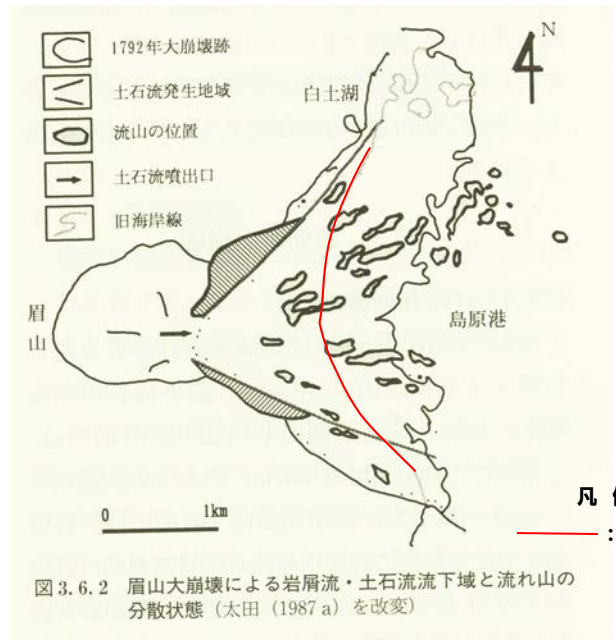 1792年大崩壊跡
土石流発生地域
流山の位置
土石流噴出口
旧海岸線
N
白土湖
眉山
島原港
0 1km
凡
:
図3.6.2 眉山大崩壊による岩屑流・土石流流下域と流れ山の
分散状態(太田(1987a)を改変)